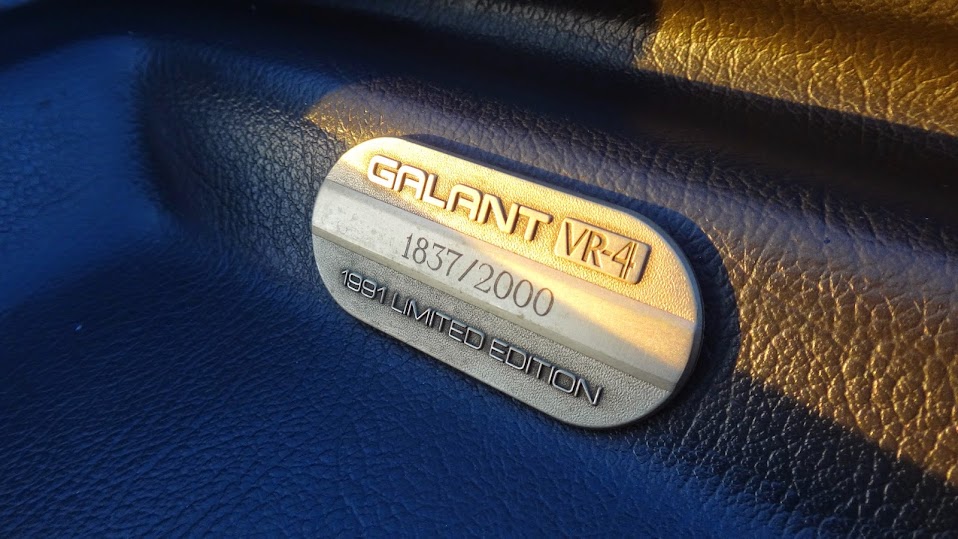 GALANT VR-4
1837/2000
1991 LIMITED EDITION